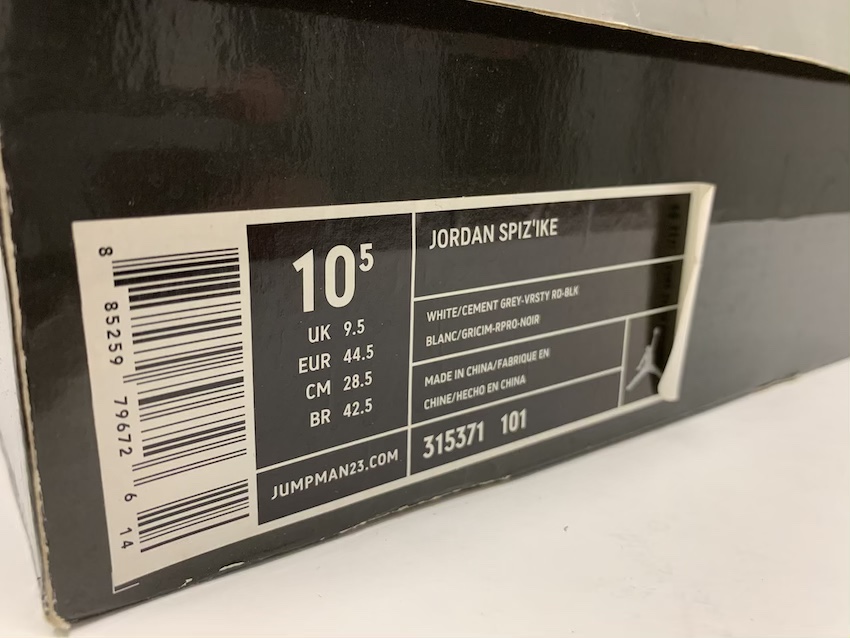 8 85259 79672 6 14
10⁵
UK 9.5
EUR 44.5
CM 28.5
BR 42.5
JUMPMAN23.COM
JORDAN SPIZ'IKE
WHITE/CEMENT GREY-VRSTY RD-BLK
BLANC/GRICIM-RPRO-NOIR
MADE IN CHINA/FABRIQUE EN
CHINE/HECHO EN CHINA
315371 101